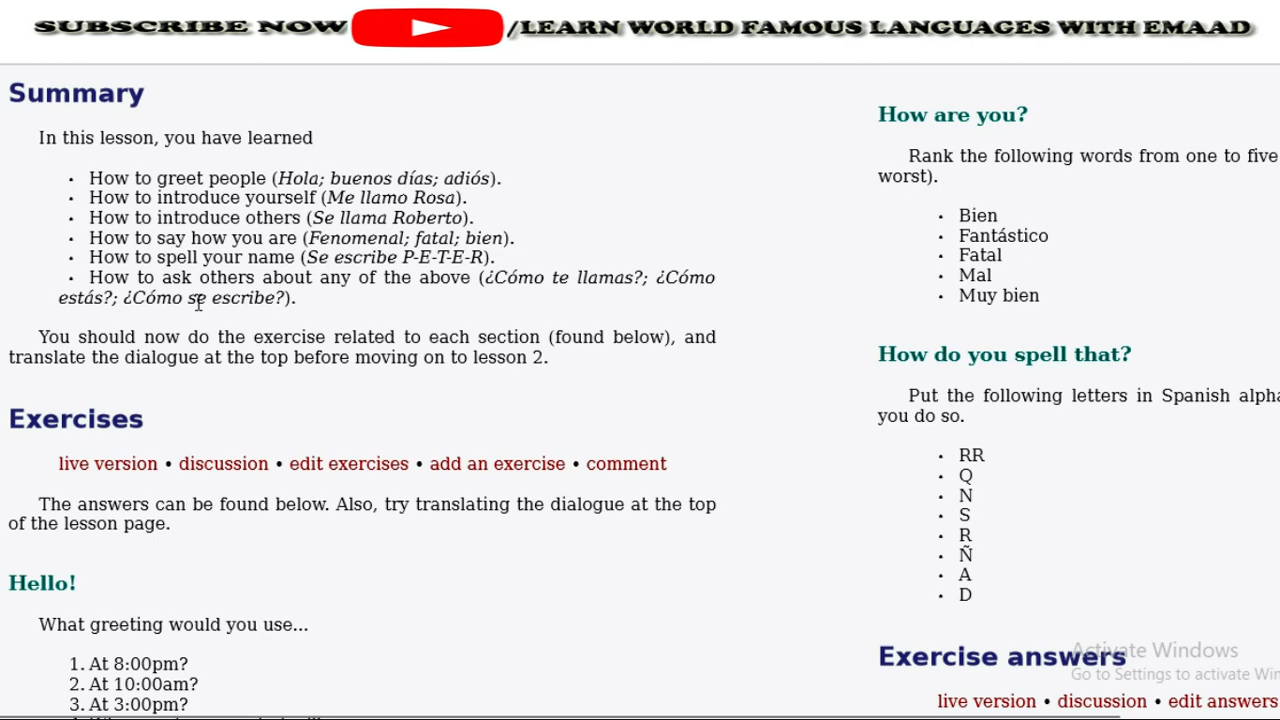 SUBSCRIBE NOW /LEARN WORLD FAMOUS LANGUAGES WITH EMAAD
Summary
In this lesson, you have learned
• How to greet people (Hola; buenos días; adiós).
• How to introduce yourself (Me llamo Rosa).
• How to introduce others (Se llama Roberto).
• How to say how you are (Fenomenal; fatal; bien).
• How to spell your name (Se escribe P-E-T-E-R).
• How to ask others about any of the above (¿Cómo te llamas?; ¿Cómo
estás?; ¿Cómo se escribe?).
You should now do the exercise related to each section (found below), and
translate the dialogue at the top before moving on to lesson 2.
Exercises
live version • discussion • edit exercises • add an exercise • comment
The answers can be found below. Also, try translating the dialogue at the top
of the lesson page.
Hello!
What greeting would you use...
1. At 8:00pm?
2. At 10:00am?
3. At 3:00pm?
How are you?
Rank the following words from one to five
worst).
• Bien
• Fantástico
• Fatal
• Mal
• Muy bien
How do you spell that?
Put the following letters in Spanish alpha
you do so.
• RR
• Q
• N
• S
• R
• Ñ
• A
• D
Exercise answers
live version • discussion • edit answers
Activate Windows
Go to Settings to activate Win